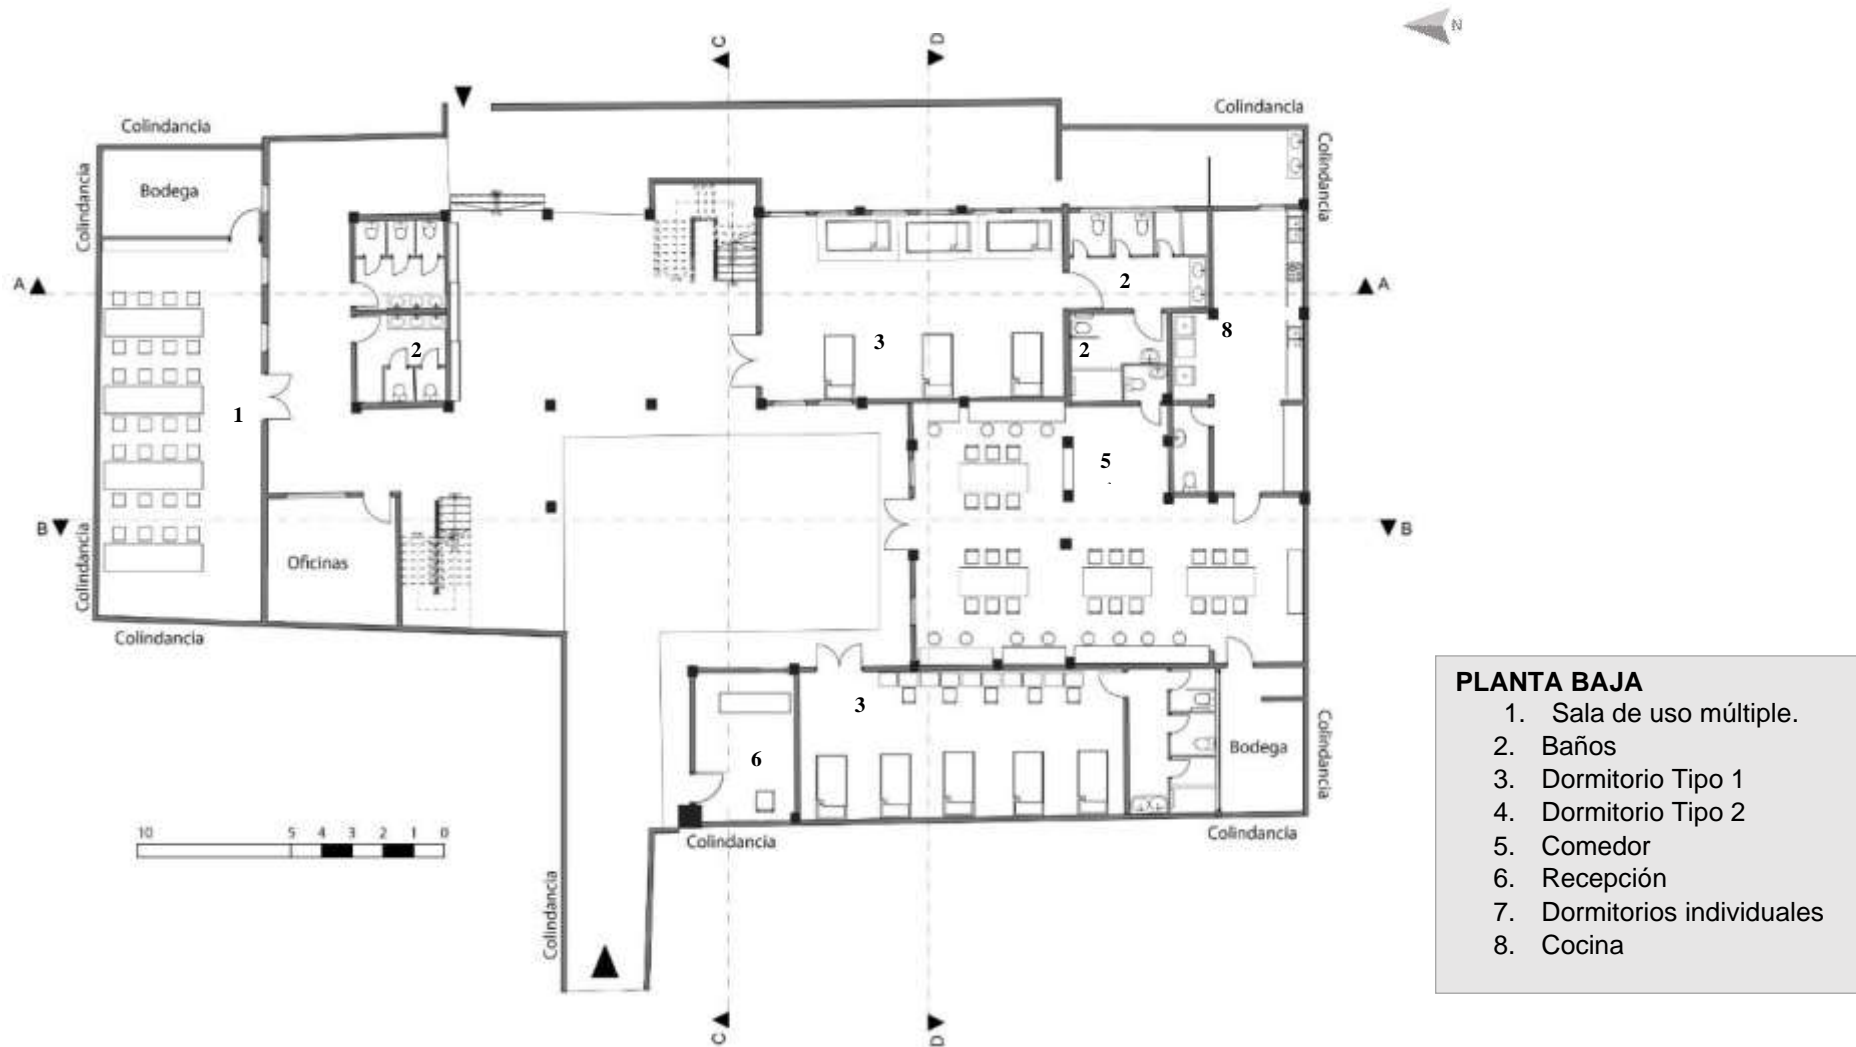 N
C
D
Colindancia
Colindancia
Colindancia
Colindancia
Bodega
A
A
2
3
2
8
2
1
5
B
B
Colindancia
Oficinas
Colindancia
3
6
Bodega
Colindancia
10 5 4 3 2 1 0
Colindancia
Colindancia
Colindancia
C
D
PLANTA BAJA
1. Sala de uso múltiple.
2. Baños
3. Dormitorio Tipo 1
4. Dormitorio Tipo 2
5. Comedor
6. Recepción
7. Dormitorios individuales
8. Cocina